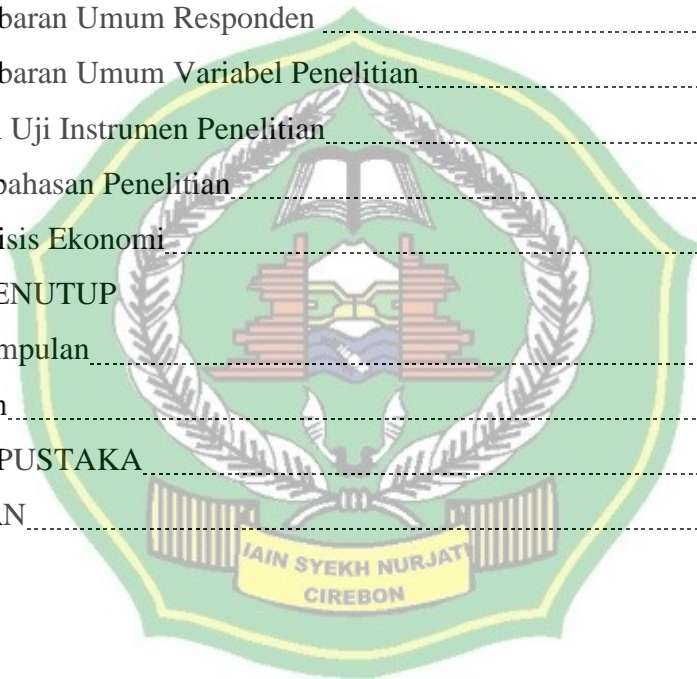 baran Umum Responden
baran Umum Variabel Penelitian
Uji Instrumen Penelitian
bahasan Penelitian
isis Ekonomi
ENUTUP
mpulan
n
PUSTAKA
AN
IAIN SYEKH NURJATI
CIREBON